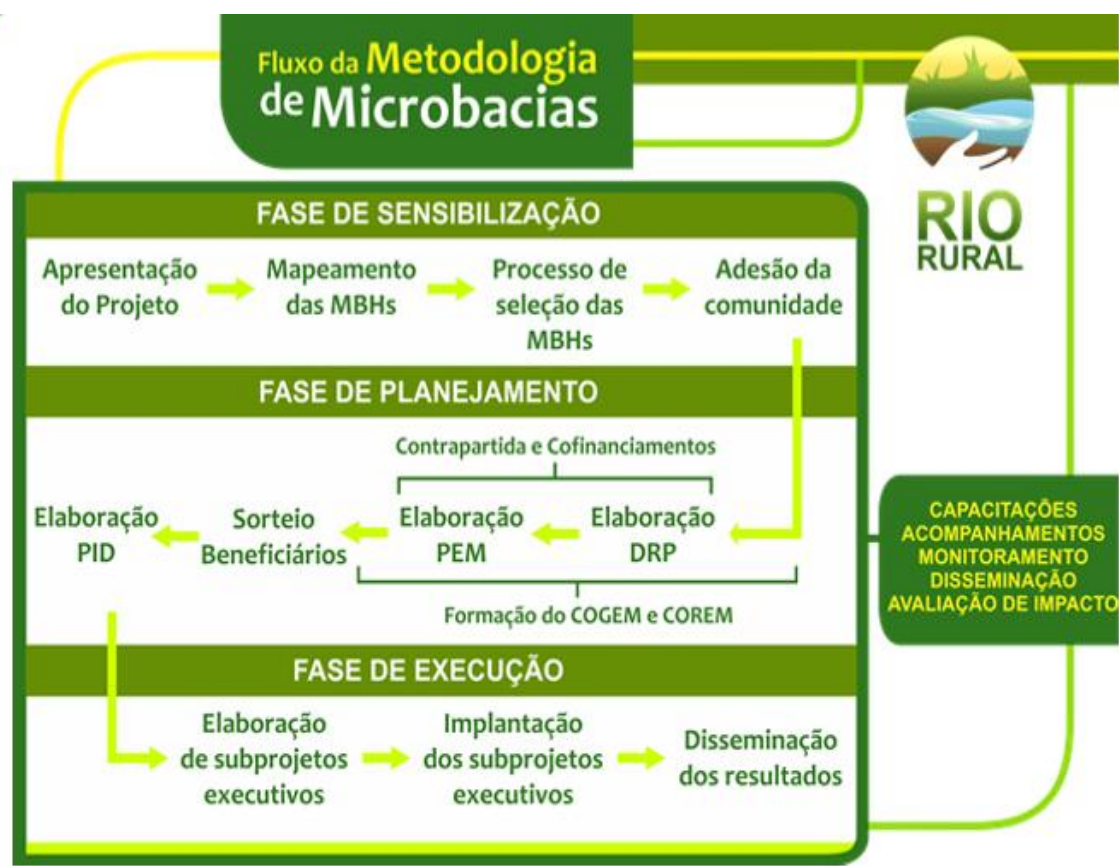 Fluxo da Metodologia
de Microbacias
RIO
RURAL
FASE DE SENSIBILIZAÇÃO
Apresentação
do Projeto
Mapeamento
das MBHs
Processo de
seleção das
MBHs
Adesão da
comunidade
FASE DE PLANEJAMENTO
Contrapartida e Cofinanciamentos
Elaboração
PID
Sorteio
Beneficiários
Elaboração
PEM
Elaboração
DRP
Formação do COGEM e COREM
CAPACITAÇÕES
ACOMPANHAMENTOS
MONITORAMENTO
DISSEMINAÇÃO
AVALIAÇÃO DE IMPACTO
FASE DE EXECUÇÃO
Elaboração
de subprojetos
executivos
Implantação
dos subprojetos
executivos
Disseminação
dos resultados